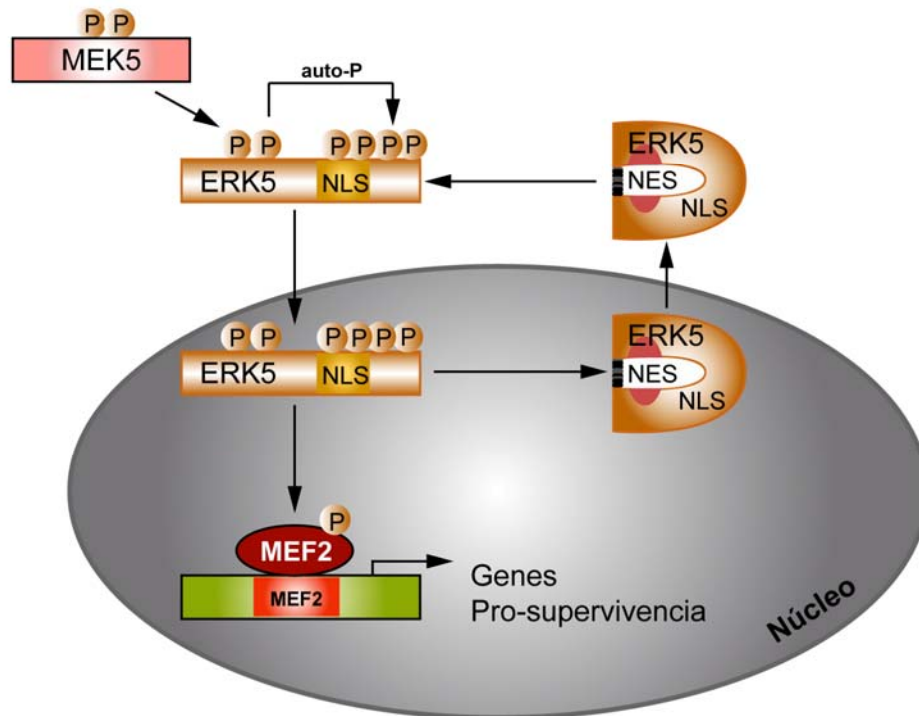 P P
MEK5
auto-P
P P
P P P P
ERK5
NLS
ERK5
NES
NLS
P P
P P P P
ERK5
NLS
ERK5
NES
NLS
P
MEF2
MEF2
Genes
Pro-supervivencia
Núcleo